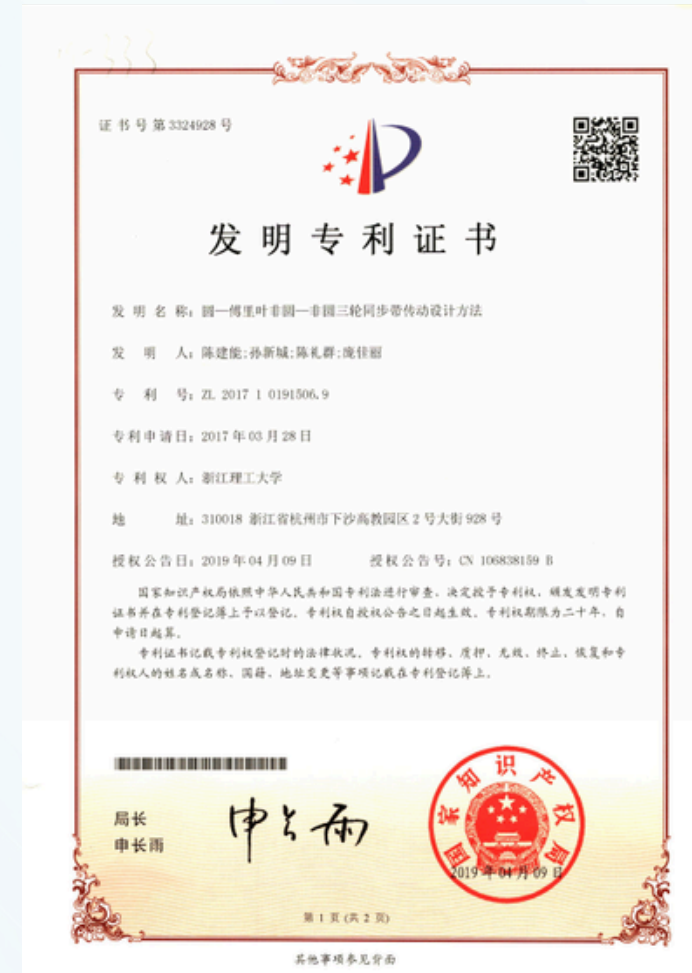 证书号第3324928号
发明专利证书
发明名称：圆—傅里叶非圆—非圆三轮同步带传动设计方法
发明人：陈建能;孙新城;陈礼群;庞佳丽
专利号：ZL 2017 1 0191506.9
专利申请日：2017年03月28日
专利权人：浙江理工大学
地址：310018 浙江省杭州市下沙高教园区2号大街928号
授权公告日：2019年04月09日 授权公告号：CN 106838159 B
国家知识产权局依照中华人民共和国专利法进行审查，决定授予专利权，颁发发明专利
证书并在专利登记簿上予以登记。专利权自授权公告之日起生效。专利权期限为二十年，自
申请日起算。
专利证书记载专利权登记时的法律状况。专利权的转移、质押、无效、终止、恢复和专
利权人的姓名或名称、国籍、地址变更等事项记载在专利登记簿上。
局长
申长雨
申长雨
国家知识产权局
2019年04月09日
第1页(共2页)
其他事项参见背面